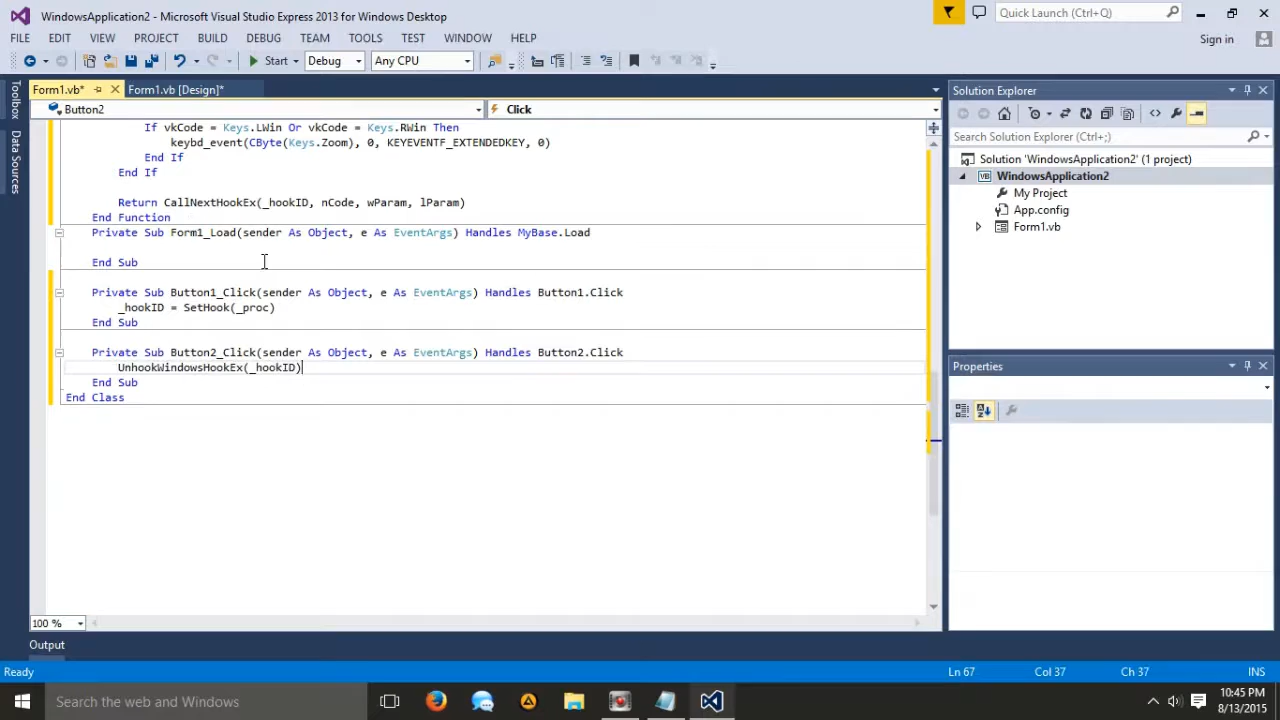 WindowsApplication2 - Microsoft Visual Studio Express 2013 for Windows Desktop
Quick Launch (Ctrl+Q)
FILE EDIT VIEW PROJECT BUILD DEBUG TEAM TOOLS TEST WINDOW HELP
Sign in
Start Debug Any CPU
Toolbox
Data Sources
Form1.vb* Form1.vb [Design]*
Button2 Click
If vkCode = Keys.LWin Or vkCode = Keys.RWin Then
keybd_event(CByte(Keys.Zoom), 0, KEYEVENTF_EXTENDEDKEY, 0)
End If
End If
Return CallNextHookEx(_hookID, nCode, wParam, lParam)
End Function
Private Sub Form1_Load(sender As Object, e As EventArgs) Handles MyBase.Load
End Sub
Private Sub Button1_Click(sender As Object, e As EventArgs) Handles Button1.Click
_hookID = SetHook(_proc)
End Sub
Private Sub Button2_Click(sender As Object, e As EventArgs) Handles Button2.Click
UnhookWindowsHookEx(_hookID)
End Sub
End Class
100 %
Output
Solution Explorer
Search Solution Explorer (Ctrl+;)
Solution 'WindowsApplication2' (1 project)
WindowsApplication2
My Project
App.config
Form1.vb
Properties
Ready Ln 67 Col 37 Ch 37 INS
Search the web and Windows
10:45 PM
8/13/2015